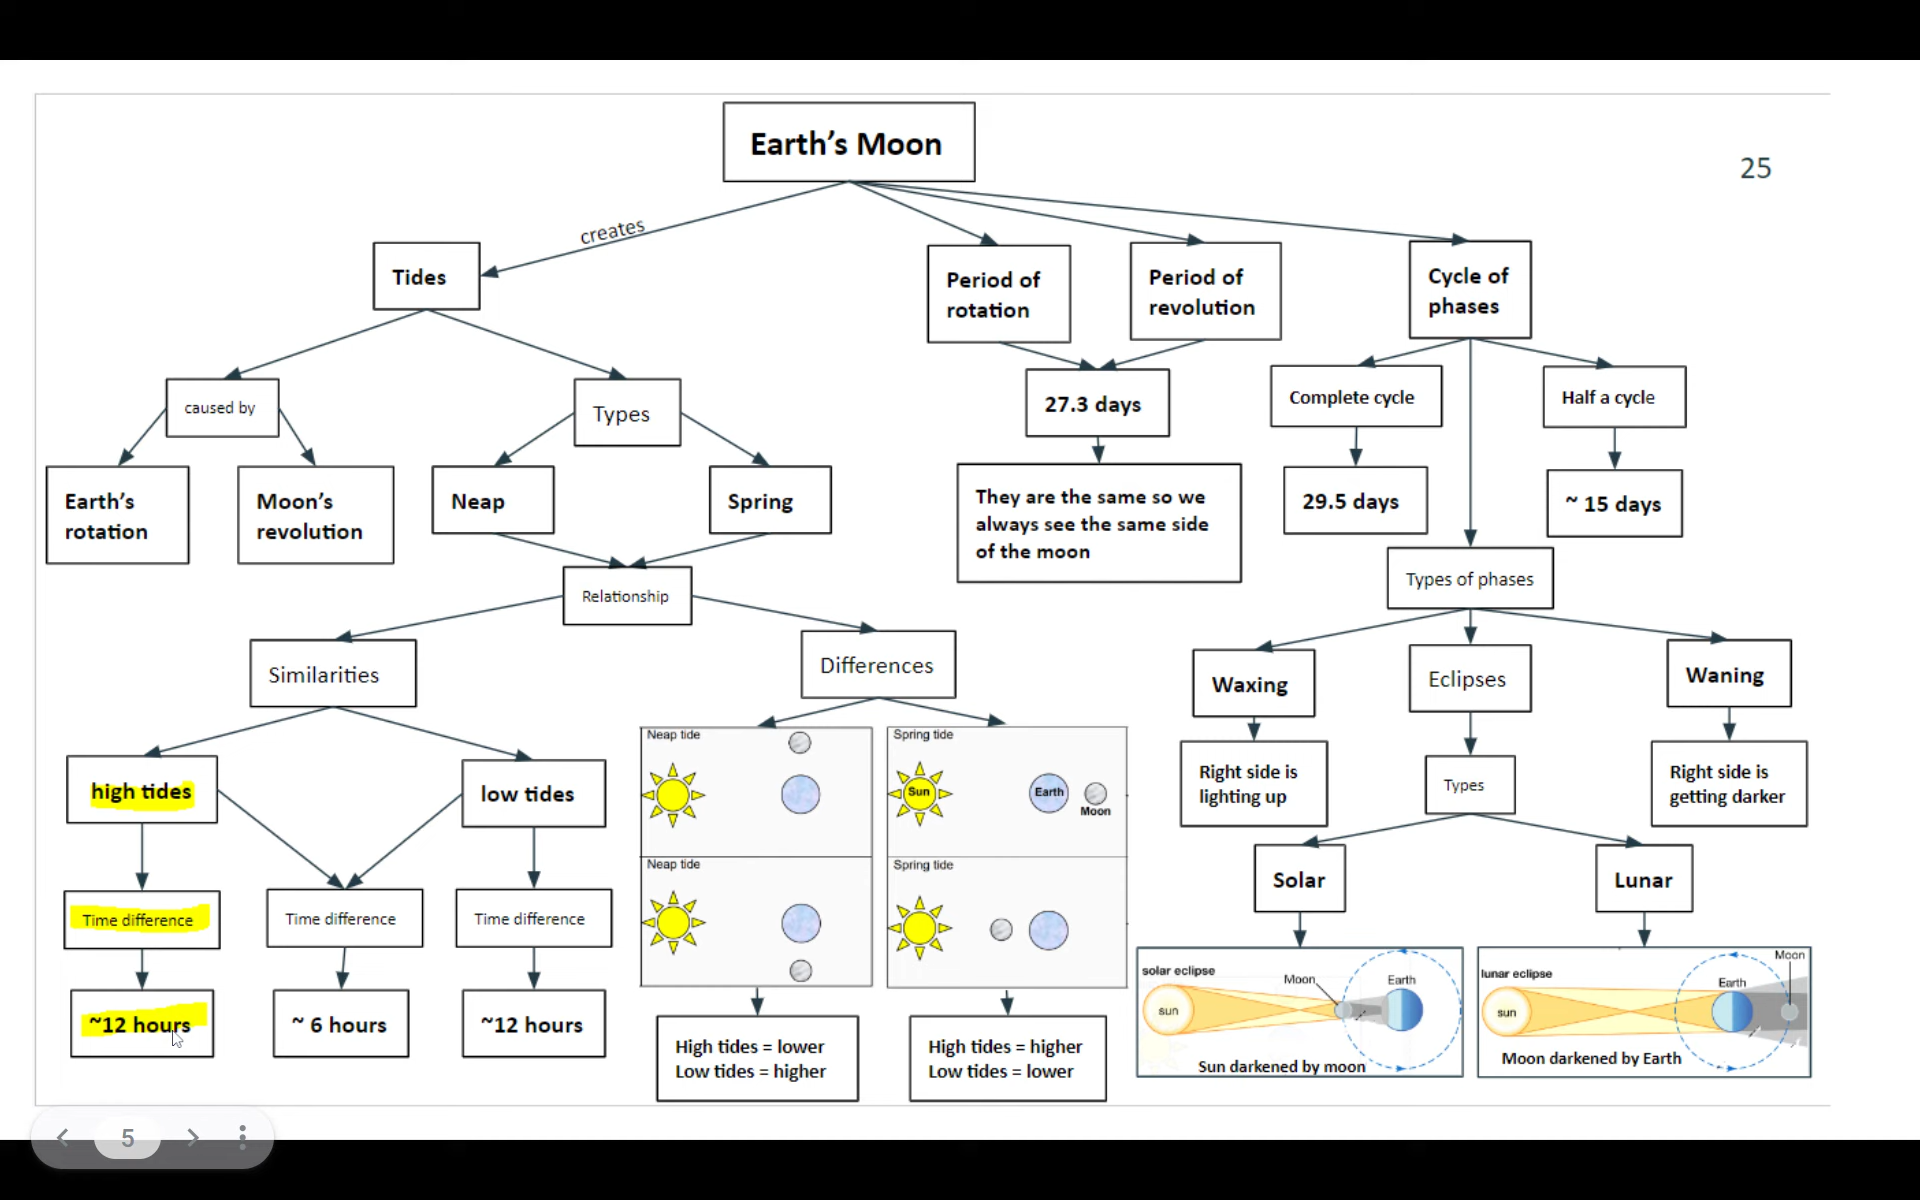 Earth's Moon
25
creates
Tides
Period of
rotation
Period of
revolution
Cycle of
phases
caused by
Types
27.3 days
Complete cycle
Half a cycle
Earth's
rotation
Moon's
revolution
Neap
Spring
They are the same so we
always see the same side
of the moon
29.5 days
~ 15 days
Relationship
Types of phases
Similarities
Differences
Waxing
Eclipses
Waning
high tides
low tides
Neap tide
Spring tide
Sun
Earth
Moon
Right side is
lighting up
Types
Right side is
getting darker
Neap tide
Spring tide
Solar
Lunar
Time difference
Time difference
Time difference
~12 hours
~ 6 hours
~12 hours
High tides = lower
Low tides = higher
High tides = higher
Low tides = lower
solar eclipse
Moon
Earth
sun
Sun darkened by moon
lunar eclipse
Moon
Earth
sun
Moon darkened by Earth
5